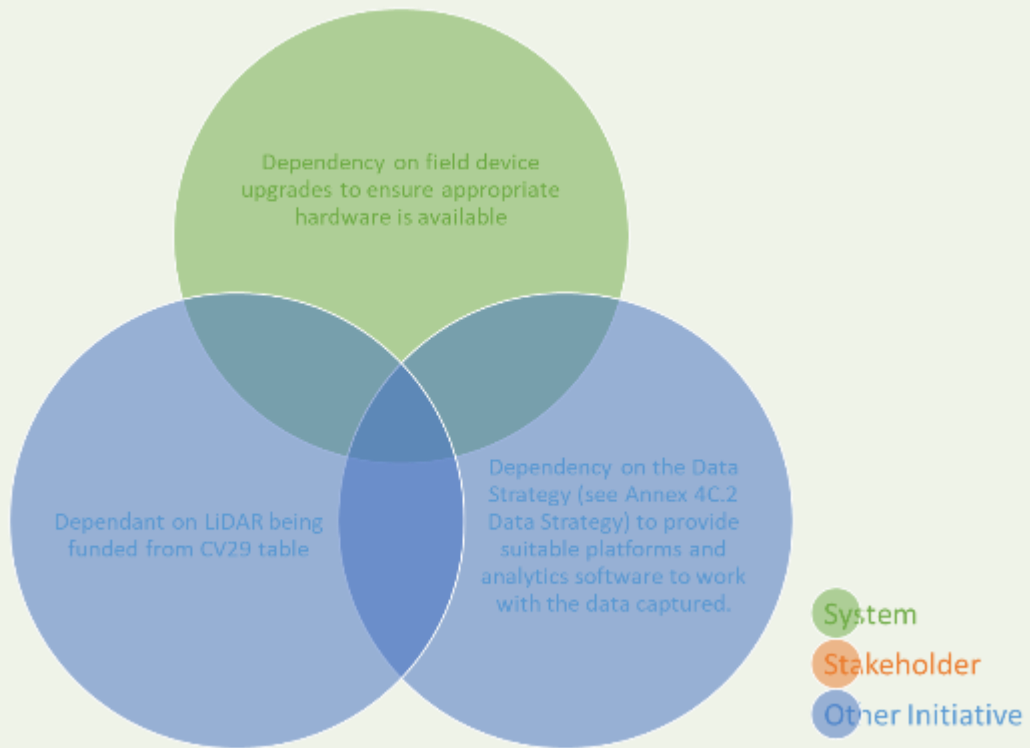 Dependency on field device
upgrades to ensure appropriate
hardware is available
Dependant on LiDAR being
funded from CV29 table
Dependency on the Data
Strategy (see Annex 4C.2
Data Strategy) to provide
suitable platforms and
analytics software to work
with the data captured.
System
Stakeholder
Other Initiative